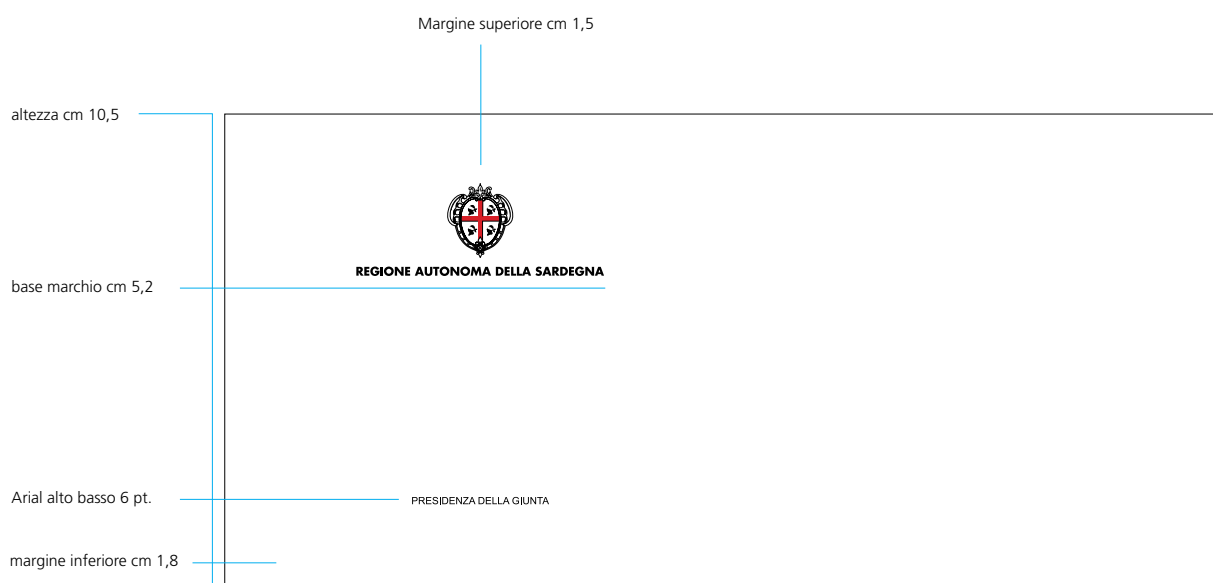 Margine superiore cm 1,5
altezza cm 10,5
REGIONE AUTONOMA DELLA SARDEGNA
base marchio cm 5,2
Arial alto basso 6 pt.
PRESIDENZA DELLA GIUNTA
margine inferiore cm 1,8